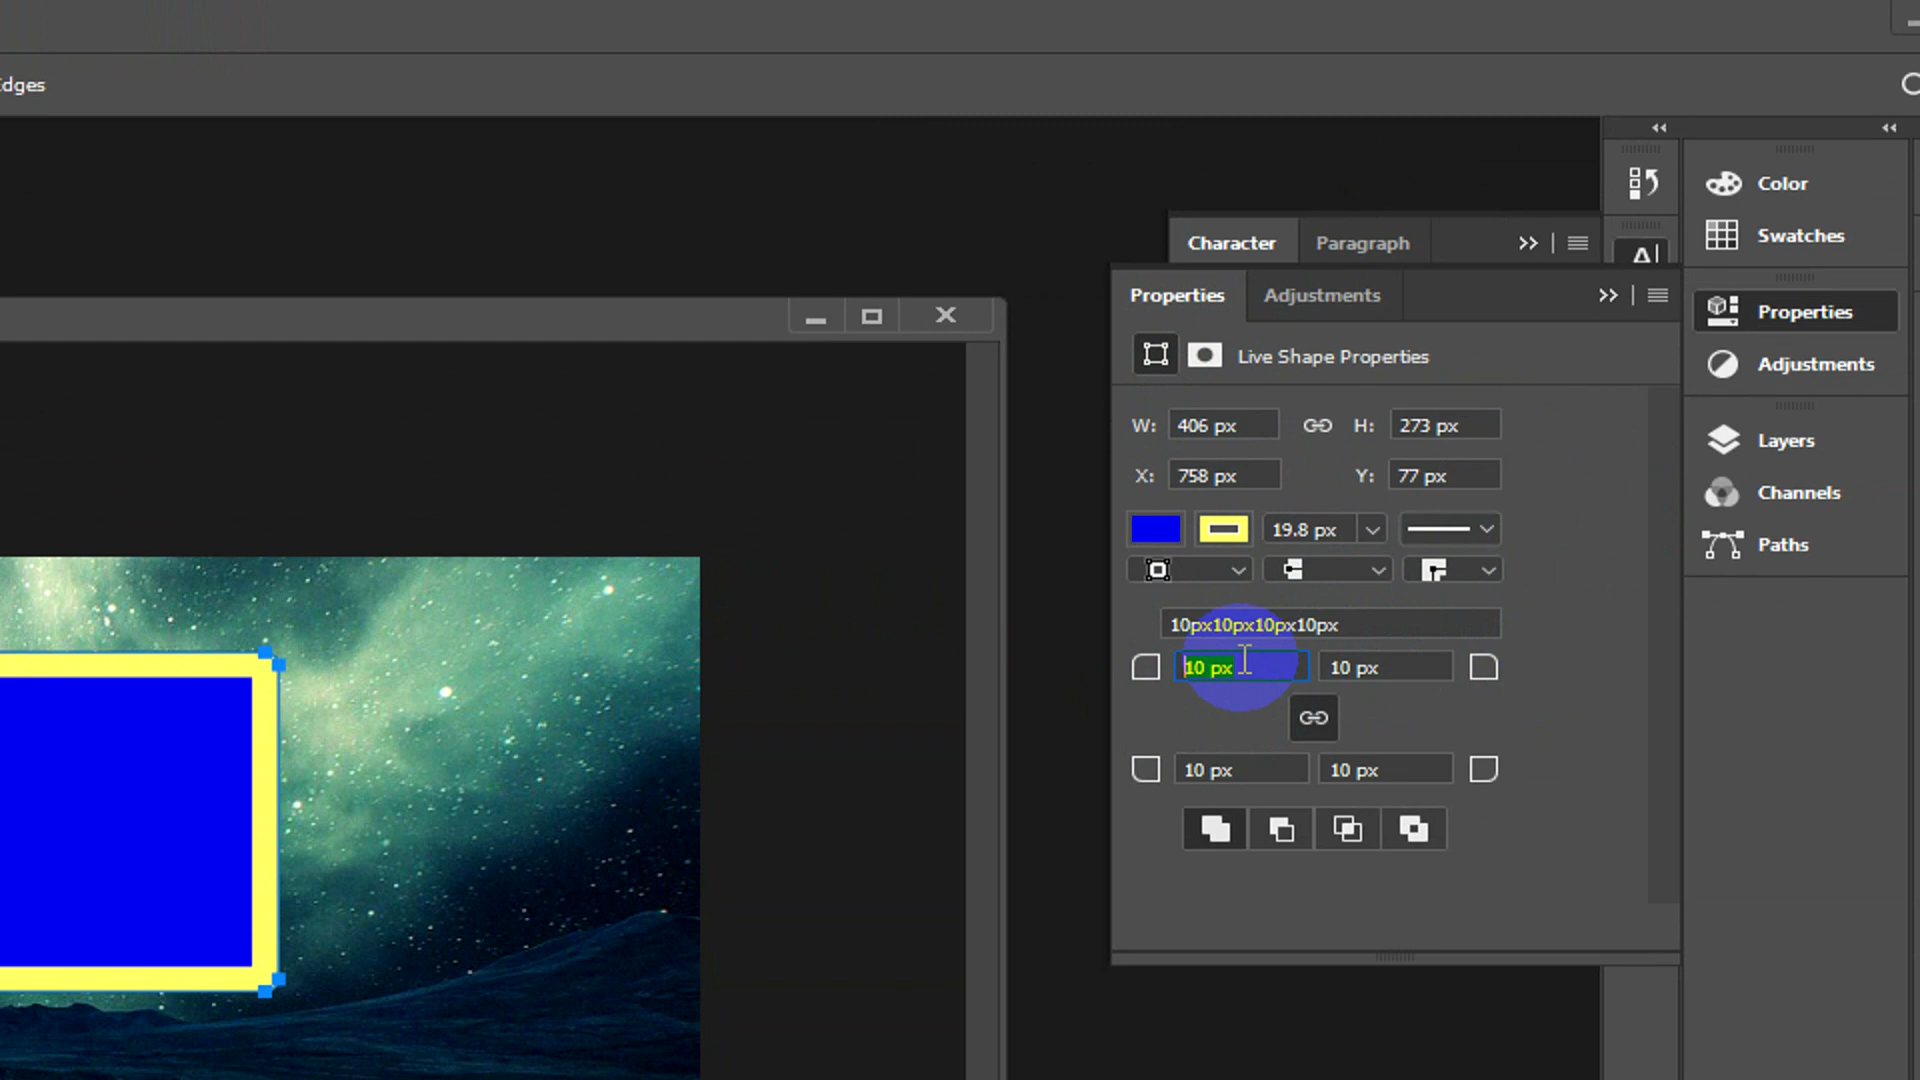 Edges
Color
Swatches
Character
Paragraph
A
Properties
Adjustments
Properties
Adjustments
Live Shape Properties
W: 406 px
H: 273 px
X: 758 px
Y: 77 px
Layers
Channels
Paths
19.8 px
10px10px10px10px
10 px
10 px
10 px
10 px